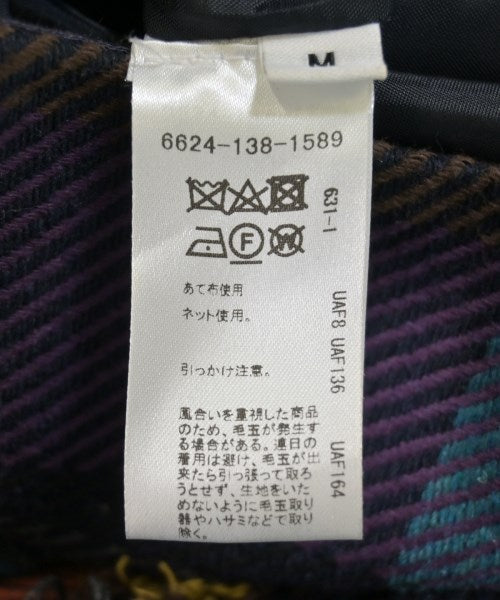 M
6624-138-1589
F W
あて布使用
ネット使用。
引っかけ注意。
風合いを重視した商品
のため、毛玉が発生す
る場合がある。連日の
着用は避け、毛玉が出
来たら引っ張って取ろ
うとせず、生地をいた
めないように毛玉取り
器やハサミなどで取り
除く。
631-1
UAF8 UAF136
UAF164